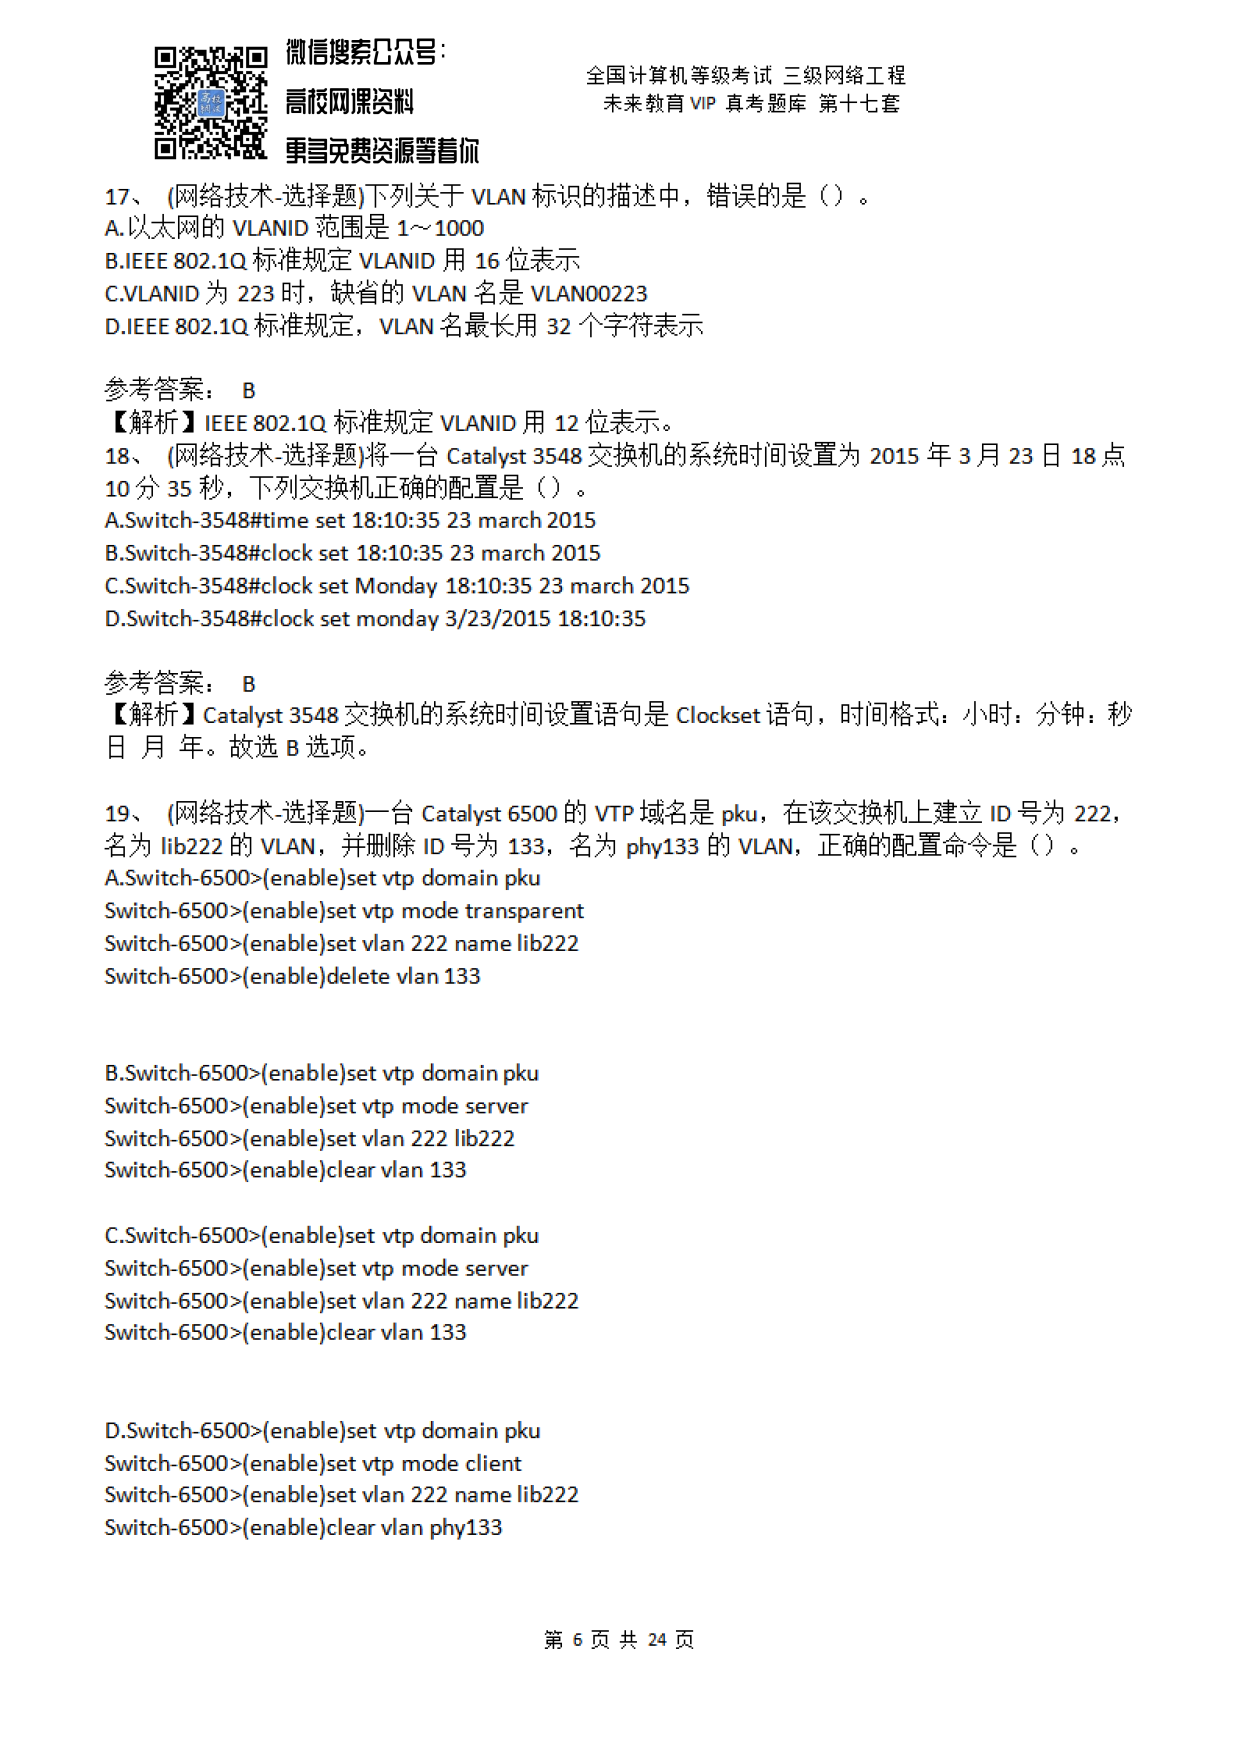 微信搜索公众号：
高校网课资料
更多免费资源等着你
高校
网课
全国计算机等级考试 三级网络工程
未来教育 VIP 真考题库 第十七套
17、 (网络技术-选择题)下列关于 VLAN 标识的描述中，错误的是（）。
A.以太网的 VLANID 范围是 1～1000
B.IEEE 802.1Q 标准规定 VLANID 用 16 位表示
C.VLANID 为 223 时，缺省的 VLAN 名是 VLAN00223
D.IEEE 802.1Q 标准规定，VLAN 名最长用 32 个字符表示
参考答案： B
【解析】IEEE 802.1Q 标准规定 VLANID 用 12 位表示。
18、 (网络技术-选择题)将一台 Catalyst 3548 交换机的系统时间设置为 2015 年 3 月 23 日 18 点
10 分 35 秒，下列交换机正确的配置是（）。
A.Switch-3548#time set 18:10:35 23 march 2015
B.Switch-3548#clock set 18:10:35 23 march 2015
C.Switch-3548#clock set Monday 18:10:35 23 march 2015
D.Switch-3548#clock set monday 3/23/2015 18:10:35
参考答案： B
【解析】Catalyst 3548 交换机的系统时间设置语句是 Clockset 语句，时间格式：小时：分钟：秒
日 月 年。故选 B 选项。
19、 (网络技术-选择题)一台 Catalyst 6500 的 VTP 域名是 pku，在该交换机上建立 ID 号为 222，
名为 lib222 的 VLAN，并删除 ID 号为 133，名为 phy133 的 VLAN，正确的配置命令是（）。
A.Switch-6500>(enable)set vtp domain pku
Switch-6500>(enable)set vtp mode transparent
Switch-6500>(enable)set vlan 222 name lib222
Switch-6500>(enable)delete vlan 133
B.Switch-6500>(enable)set vtp domain pku
Switch-6500>(enable)set vtp mode server
Switch-6500>(enable)set vlan 222 lib222
Switch-6500>(enable)clear vlan 133
C.Switch-6500>(enable)set vtp domain pku
Switch-6500>(enable)set vtp mode server
Switch-6500>(enable)set vlan 222 name lib222
Switch-6500>(enable)clear vlan 133
D.Switch-6500>(enable)set vtp domain pku
Switch-6500>(enable)set vtp mode client
Switch-6500>(enable)set vlan 222 name lib222
Switch-6500>(enable)clear vlan phy133
第 6 页 共 24 页